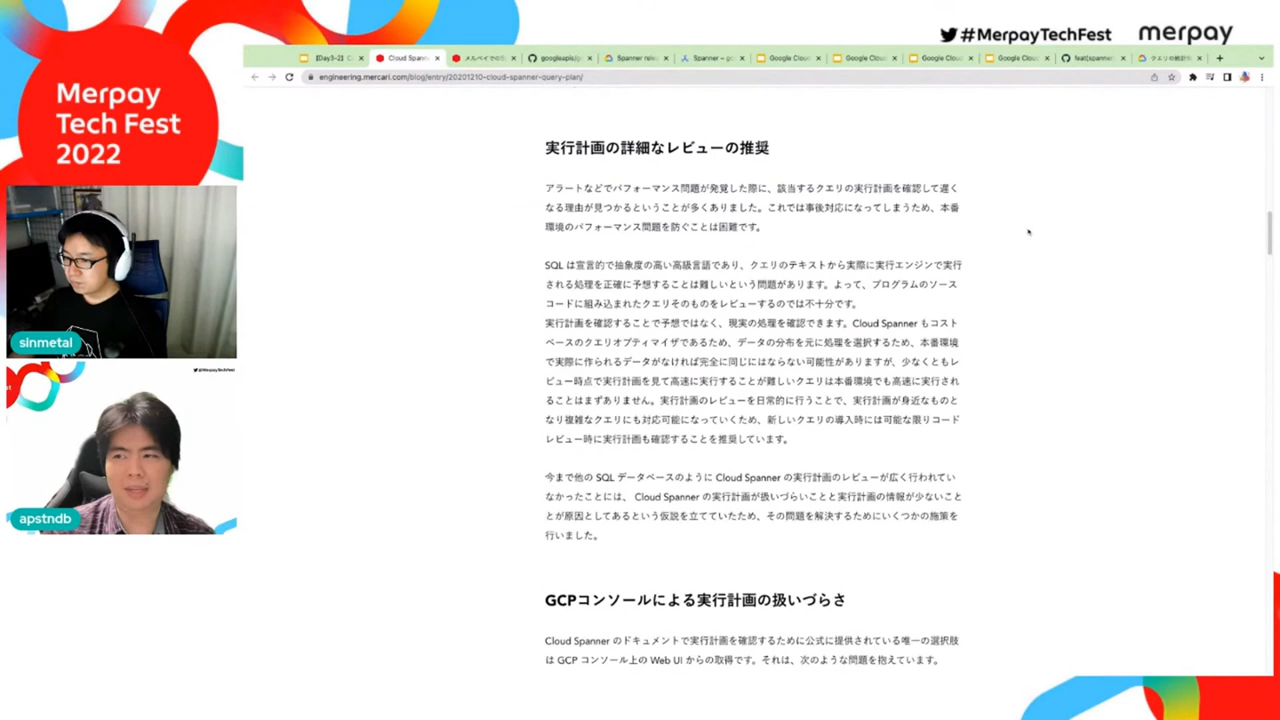 #MerpayTechFest
merpay
Merpay
Tech Fest
2022
【Day3-2】C
Cloud Spann
メルペイでのS
googleapis/g
Spanner rele
Spanner – go
Google Cloud
Google Cloud
Google Cloud
Google Cloud
feat(spanner
クエリの統計情
engineering.mercari.com/blog/entry/20201210-cloud-spanner-query-plan/
実行計画の詳細なレビューの推奨
アラートなどでパフォーマンス問題が発覚した際に、該当するクエリの実行計画を確認して遅く
なる理由が見つかるということが多くありました。これでは事後対応になってしまうため、本番
環境のパフォーマンス問題を防ぐことは困難です。
SQL は宣言的で抽象度の高い高級言語であり、クエリのテキストから実際に実行エンジンで実行
される処理を正確に予想することは難しいという問題があります。よって、プログラムのソース
コードに組み込まれたクエリそのものをレビューするのでは不十分です。
実行計画を確認することで予想ではなく、現実の処理を確認できます。Cloud Spanner もコスト
ベースのクエリオプティマイザであるため、データの分布を元に処理を選択するため、本番環境
で実際に作られるデータがなければ完全に同じにはならない可能性がありますが、少なくともレ
ビュー時点で実行計画を見て高速に実行することが難しいクエリは本番環境でも高速に実行され
ることはまずありません。実行計画のレビューを日常的に行うことで、実行計画が身近なものと
なり複雑なクエリにも対応可能になっていくため、新しいクエリの導入時には可能な限りコード
レビュー時に実行計画も確認することを推奨しています。
今まで他の SQL データベースのように Cloud Spanner の実行計画のレビューが広く行われてい
なかったことには、 Cloud Spanner の実行計画が扱いづらいことと実行計画の情報が少ないこと
とが原因としてあるという仮説を立てていたため、その問題を解決するためにいくつかの施策を
行いました。
GCPコンソールによる実行計画の扱いづらさ
Cloud Spanner のドキュメントで実行計画を確認するために公式に提供されている唯一の選択肢
は GCP コンソール上の Web UI からの取得です。それは、次のような問題を抱えています。
sinmetal
#MerpayTechFest
apstndb